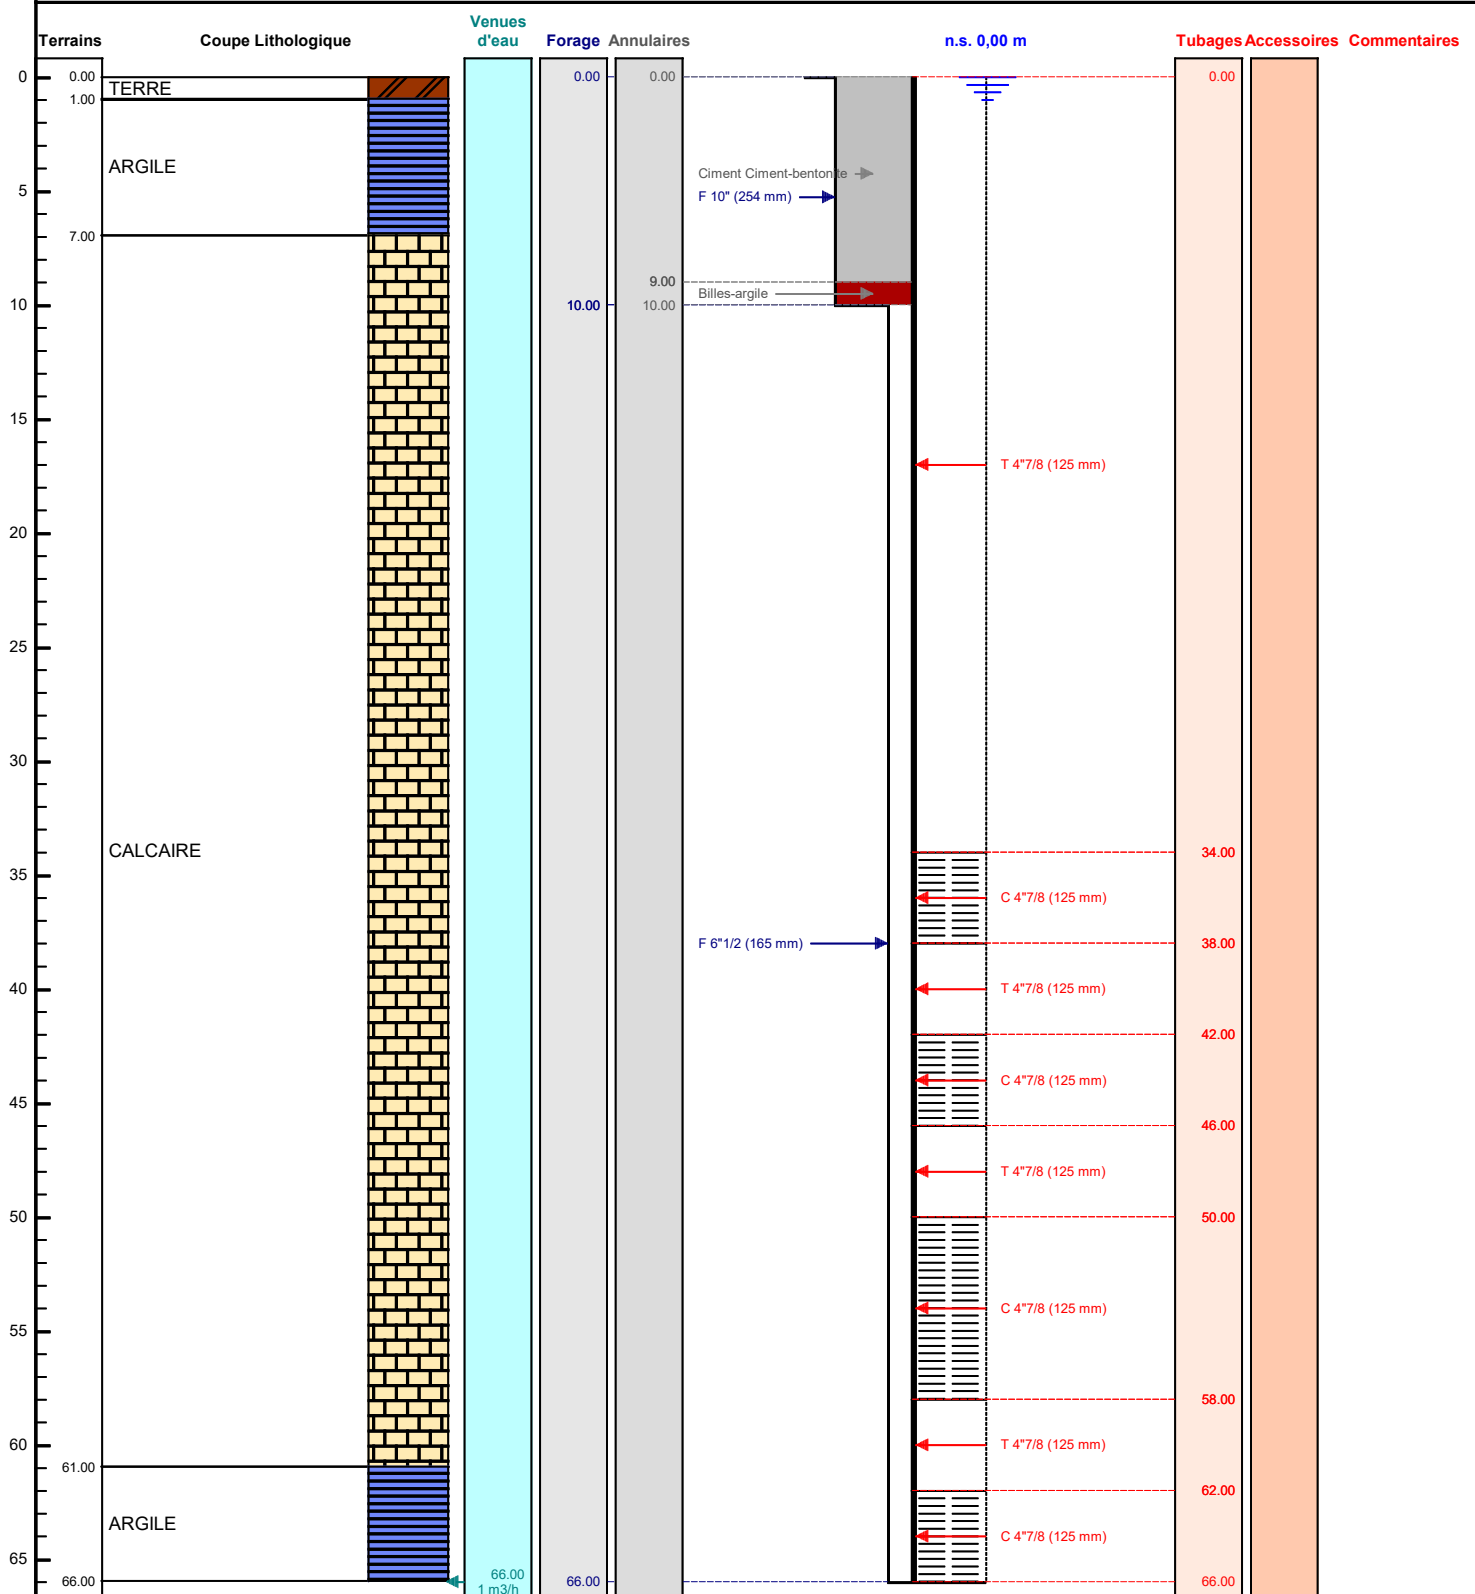 Venues
Terrains Coupe Lithologique d'eau Forage Annulaires n.s. 0,00 m Tubages Accessoires Commentaires
0 0.00 0.00 0.00 0.00
TERRE
1.00
ARGILE
Ciment Ciment-bentonite
5 F 10" (254 mm)
7.00
9.00
Billes-argile
10 10.00 10.00
15
T 4"7/8 (125 mm)
20
25
30
CALCAIRE 34.00
35
C 4"7/8 (125 mm)
F 6"1/2 (165 mm) 38.00
40 T 4"7/8 (125 mm)
42.00
C 4"7/8 (125 mm)
45
46.00
T 4"7/8 (125 mm)
50 50.00
C 4"7/8 (125 mm)
55
58.00
60 T 4"7/8 (125 mm)
61.00
62.00
ARGILE
C 4"7/8 (125 mm)
65
66.00 66.00 66.00 66.00
1 m3/h